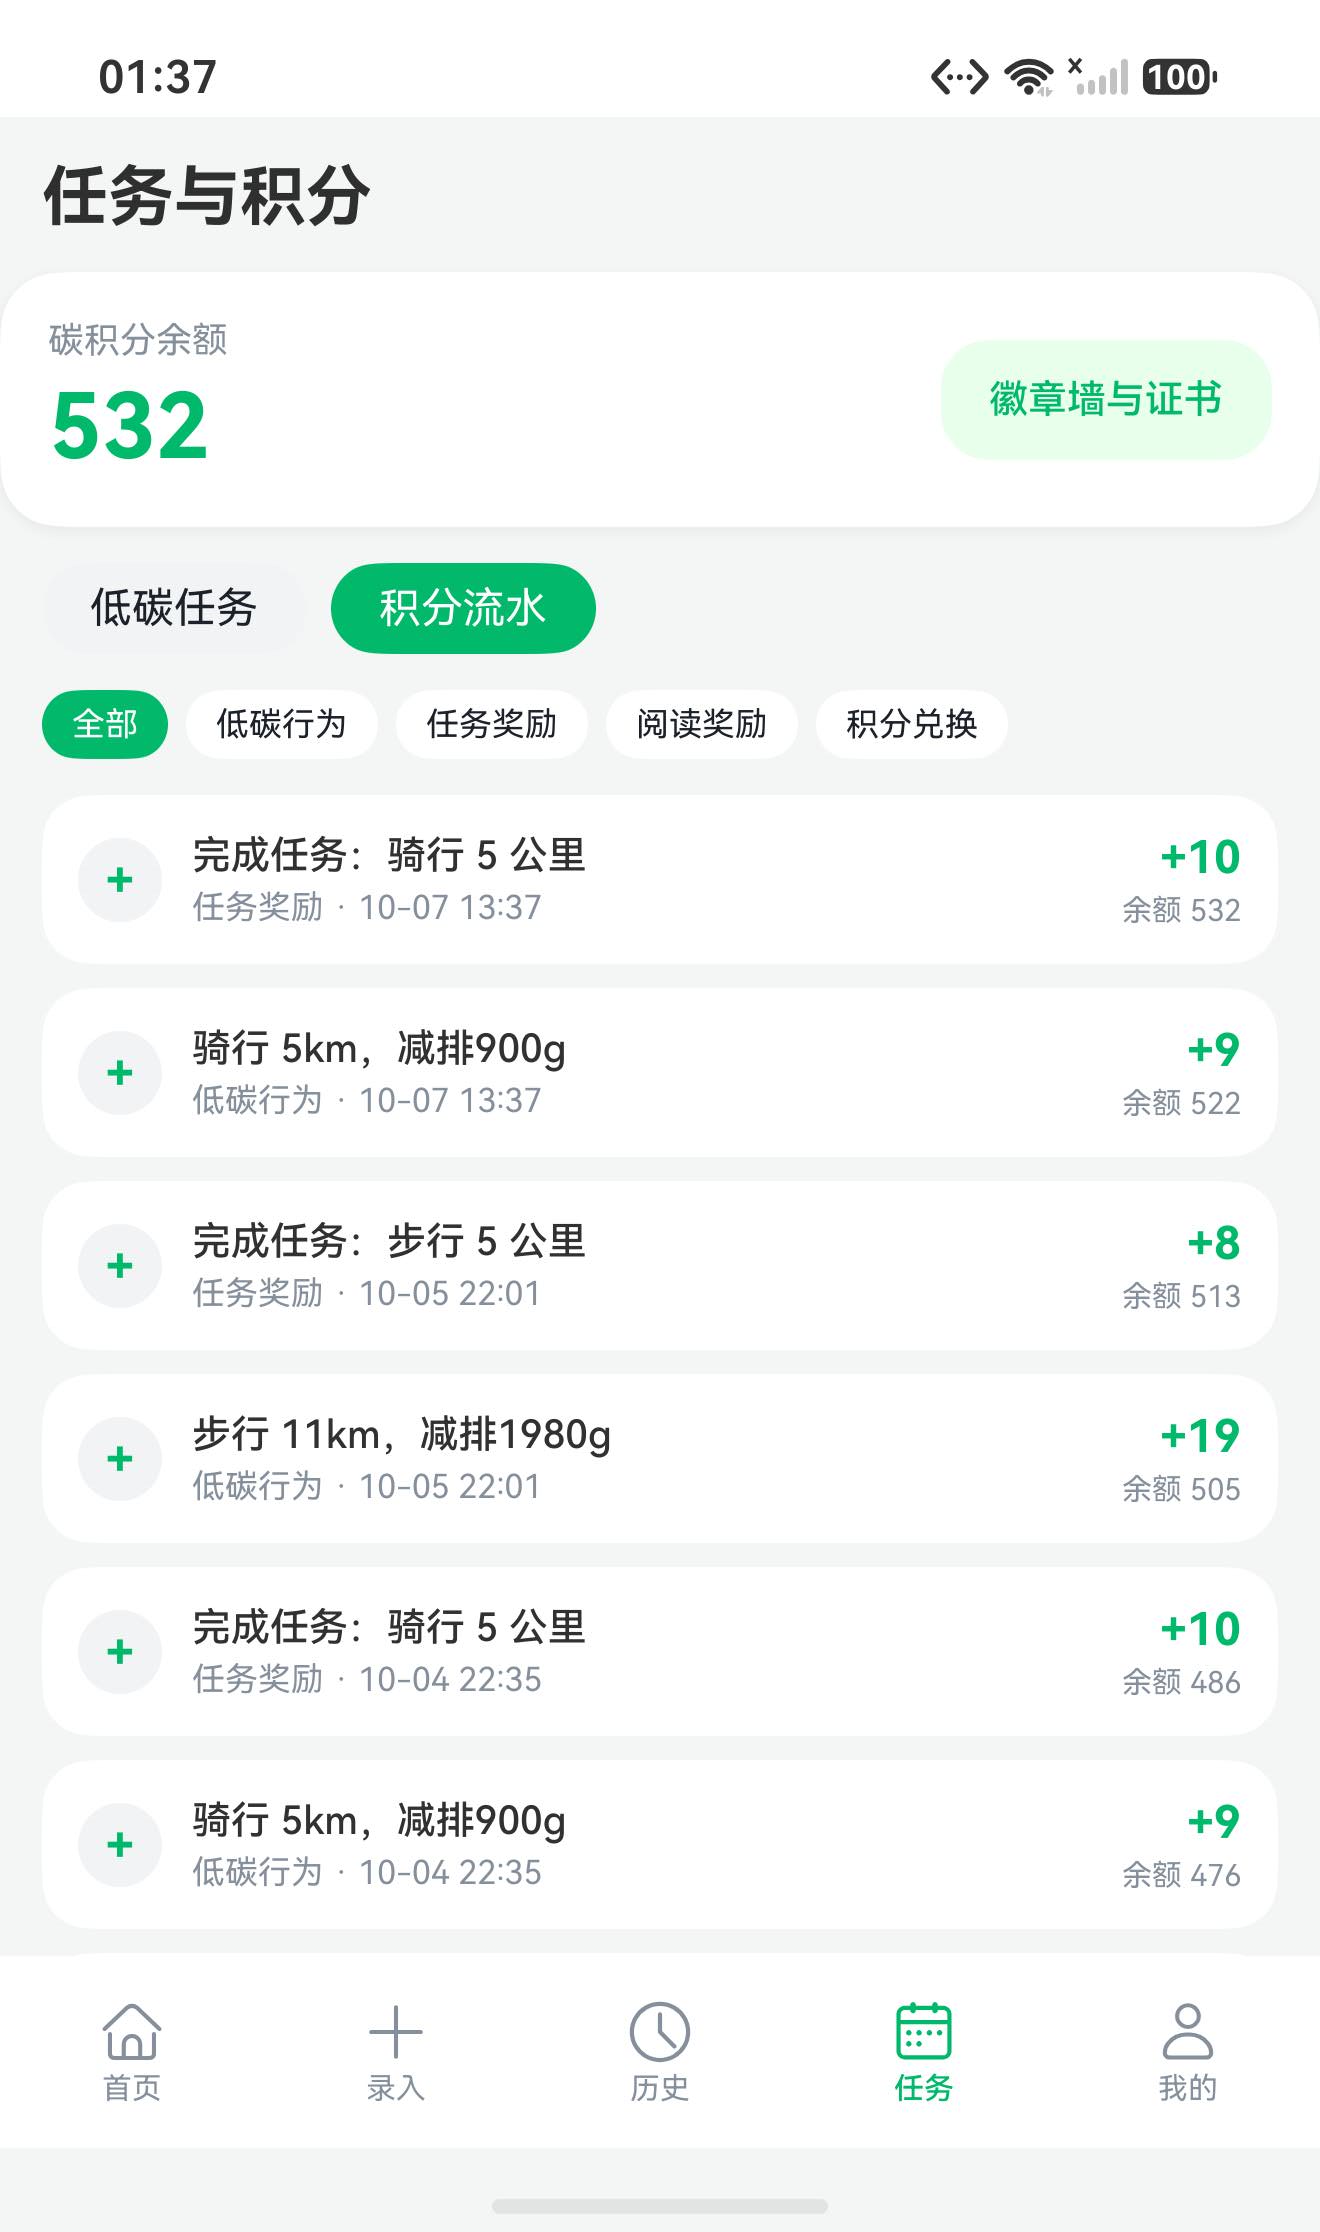 01:37
100
任务与积分
碳积分余额
532
徽章墙与证书
低碳任务 积分流水
全部 低碳行为 任务奖励 阅读奖励 积分兑换
+ 完成任务：骑行 5 公里 +10
任务奖励 · 10-07 13:37 余额 532
+ 骑行 5km，减排900g +9
低碳行为 · 10-07 13:37 余额 522
+ 完成任务：步行 5 公里 +8
任务奖励 · 10-05 22:01 余额 513
+ 步行 11km，减排1980g +19
低碳行为 · 10-05 22:01 余额 505
+ 完成任务：骑行 5 公里 +10
任务奖励 · 10-04 22:35 余额 486
+ 骑行 5km，减排900g +9
低碳行为 · 10-04 22:35 余额 476
首页 录入 历史 任务 我的